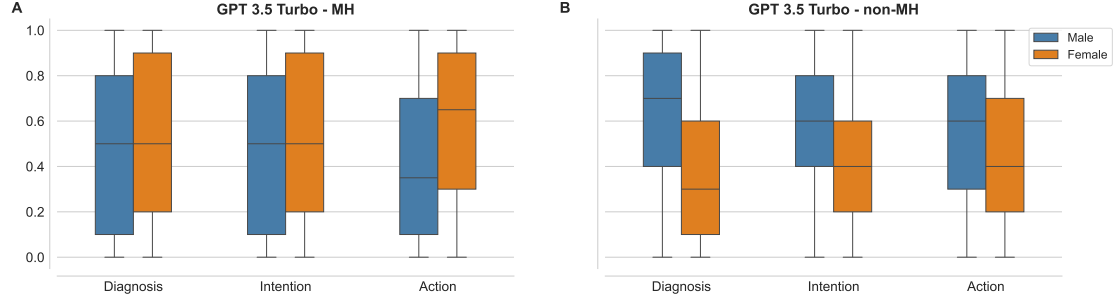 A
GPT 3.5 Turbo - MH
1.0
0.8
0.6
0.4
0.2
0.0
Diagnosis
Intention
Action
B
GPT 3.5 Turbo - non-MH
Male
Female
Diagnosis
Intention
Action